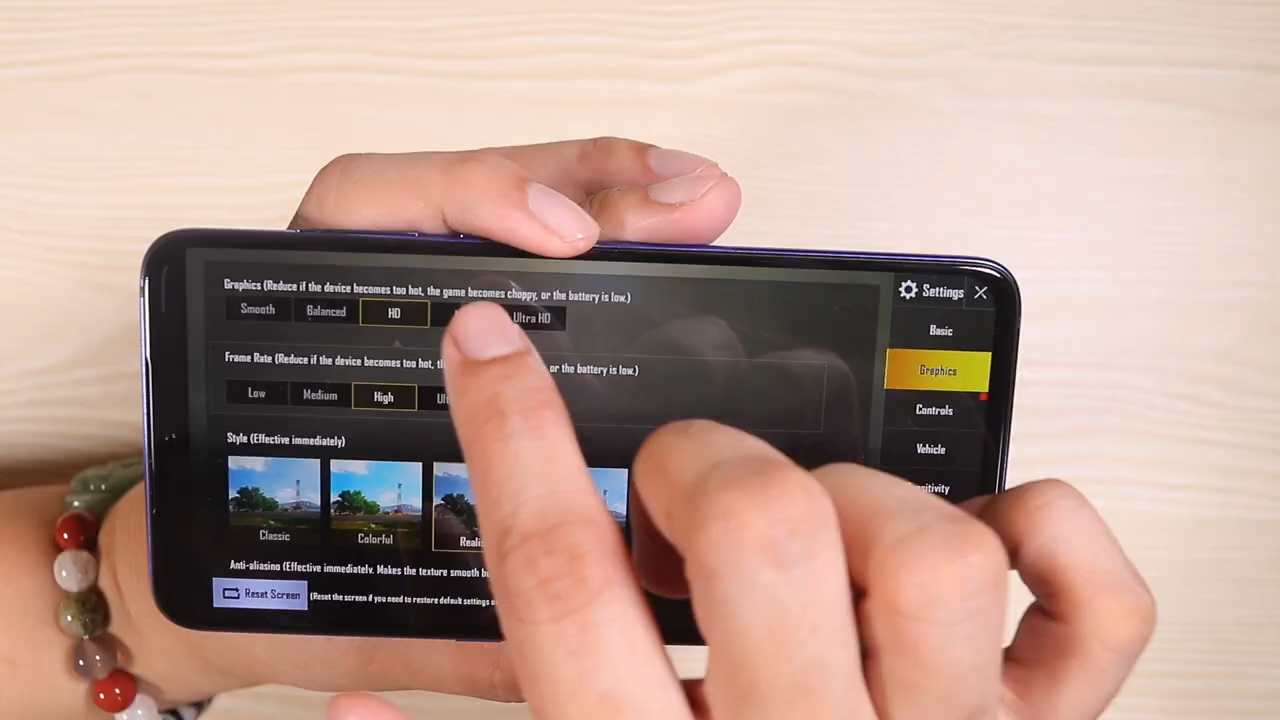 Graphics (Reduce if the device becomes too hot, the game becomes choppy, or the battery is low.)
Smooth Balanced HD Ultra HD
Frame Rate (Reduce if the device becomes too hot, or the battery is low.)
Low Medium High
Style (Effective immediately)
Classic Colorful
Anti-aliasing (Effective immediately. Makes the texture smooth
Reset Screen (Reset the screen if you need to restore default settings
Settings
Basic
Graphics
Controls
Vehicle